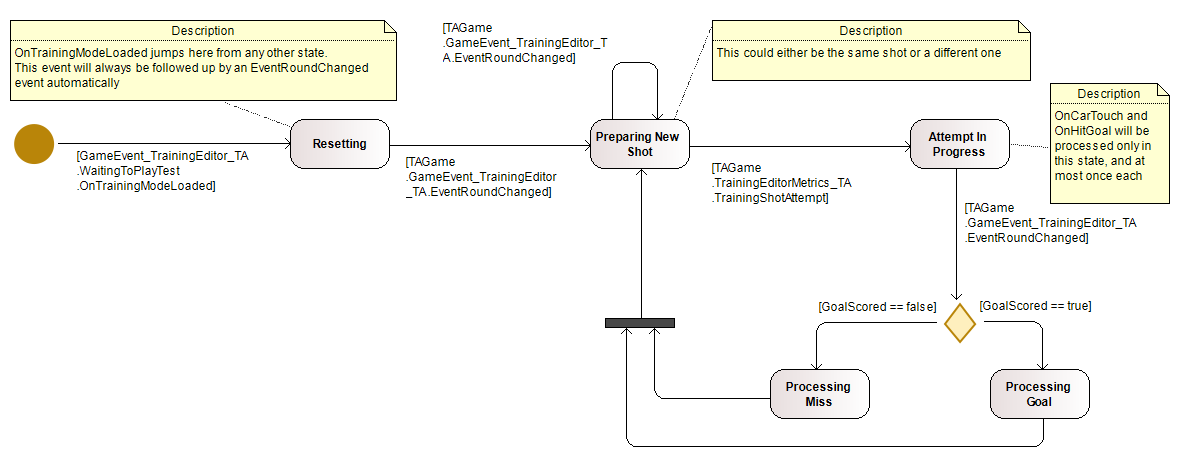 Description
OnTrainingModeLoaded jumps here from any other state.
This event will always be followed up by an EventRoundChanged
event automatically
[TAGame
.GameEvent_TrainingEditor_T
A.EventRoundChanged]
Description
This could either be the same shot or a different one
Description
OnCarTouch and
OnHitGoal will be
processed only in
this state, and at
most once each
Resetting
Preparing New
Shot
Attempt In
Progress
[GameEvent_TrainingEditor_TA
.WaitingToPlayTest
.OnTrainingModeLoaded]
[TAGame
.GameEvent_TrainingEditor
_TA.EventRoundChanged]
[TAGame
.TrainingEditorMetrics_TA
.TrainingShotAttempt]
[TAGame
.GameEvent_TrainingEditor_TA
.EventRoundChanged]
[GoalScored == false]
[GoalScored == true]
Processing
Miss
Processing
Goal